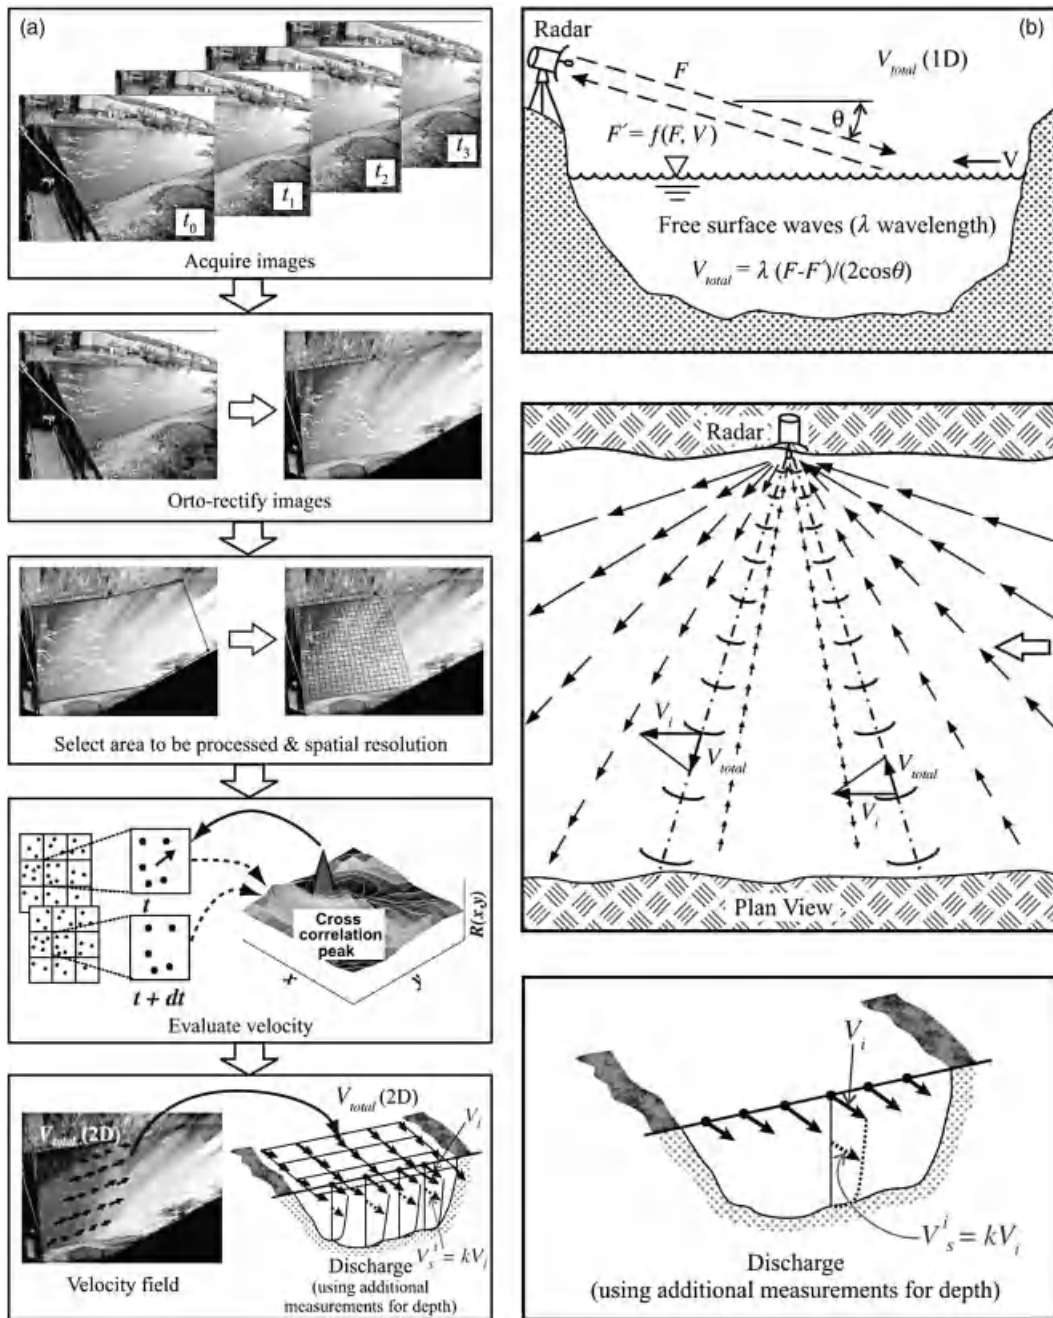 (a)
t0
t1
t2
t3
Acquire images
Orto-rectify images
Select area to be processed & spatial resolution
t
t + dt
Cross
correlation
peak
x
y
R(x,y)
Evaluate velocity
Vtotal (2D)
Velocity field
Vtotal (2D)
Vi
Vsi = kVi
Discharge
(using additional
measurements for depth)
(b)
Radar
F
Vtotal (1D)
θ
F′ = f(F, V)
V
Free surface waves (λ wavelength)
Vtotal = λ (F-F′)/(2cosθ)
Radar
Vi
Vtotal
Vtotal
Vi
Plan View
Vi
Vsi = kVi
Discharge
(using additional measurements for depth)